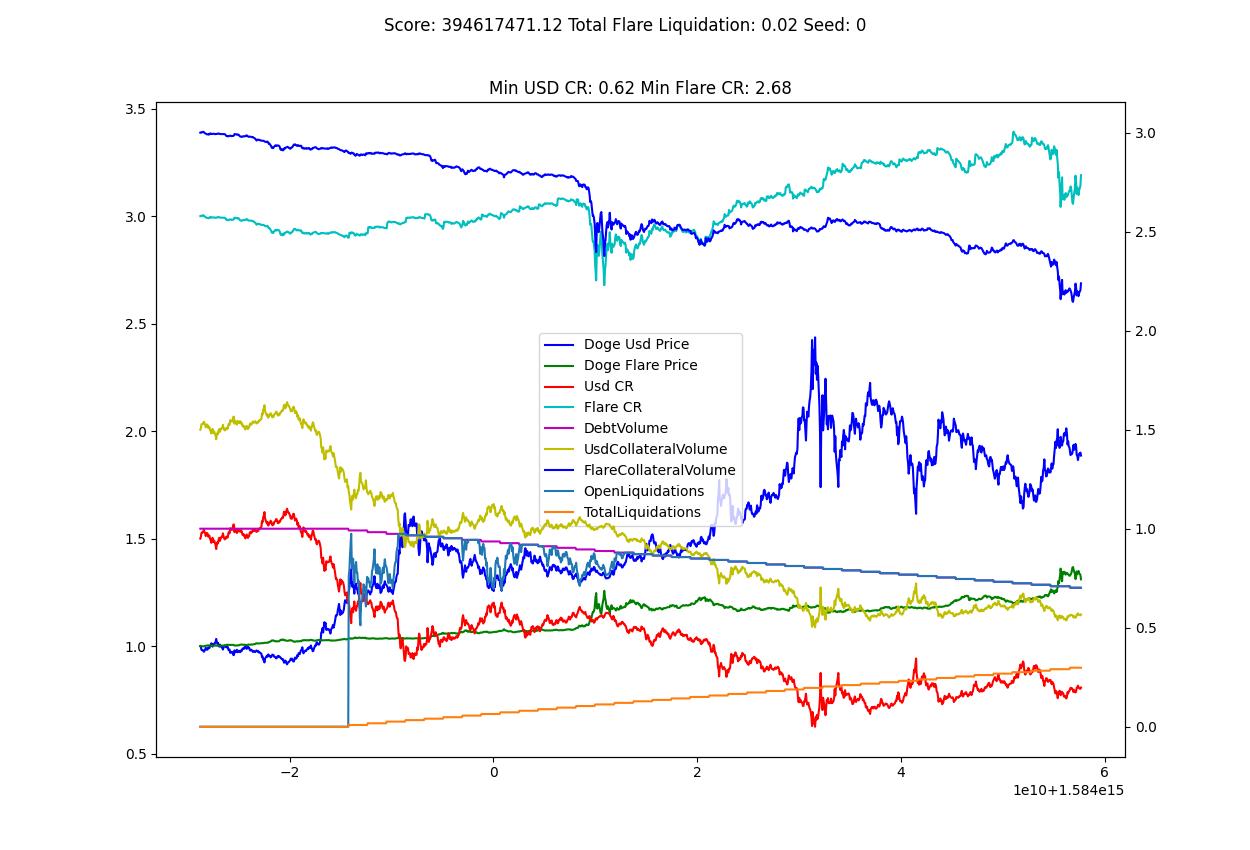 Score: 394617471.12 Total Flare Liquidation: 0.02 Seed: 0
Min USD CR: 0.62 Min Flare CR: 2.68
3.5
3.0
2.5
2.0
1.5
1.0
0.5
Doge Usd Price
Doge Flare Price
Usd CR
Flare CR
DebtVolume
UsdCollateralVolume
FlareCollateralVolume
OpenLiquidations
TotalLiquidations
3.0
2.5
2.0
1.5
1.0
0.5
0.0
−2 0 2 4 6
1e10+1.584e15